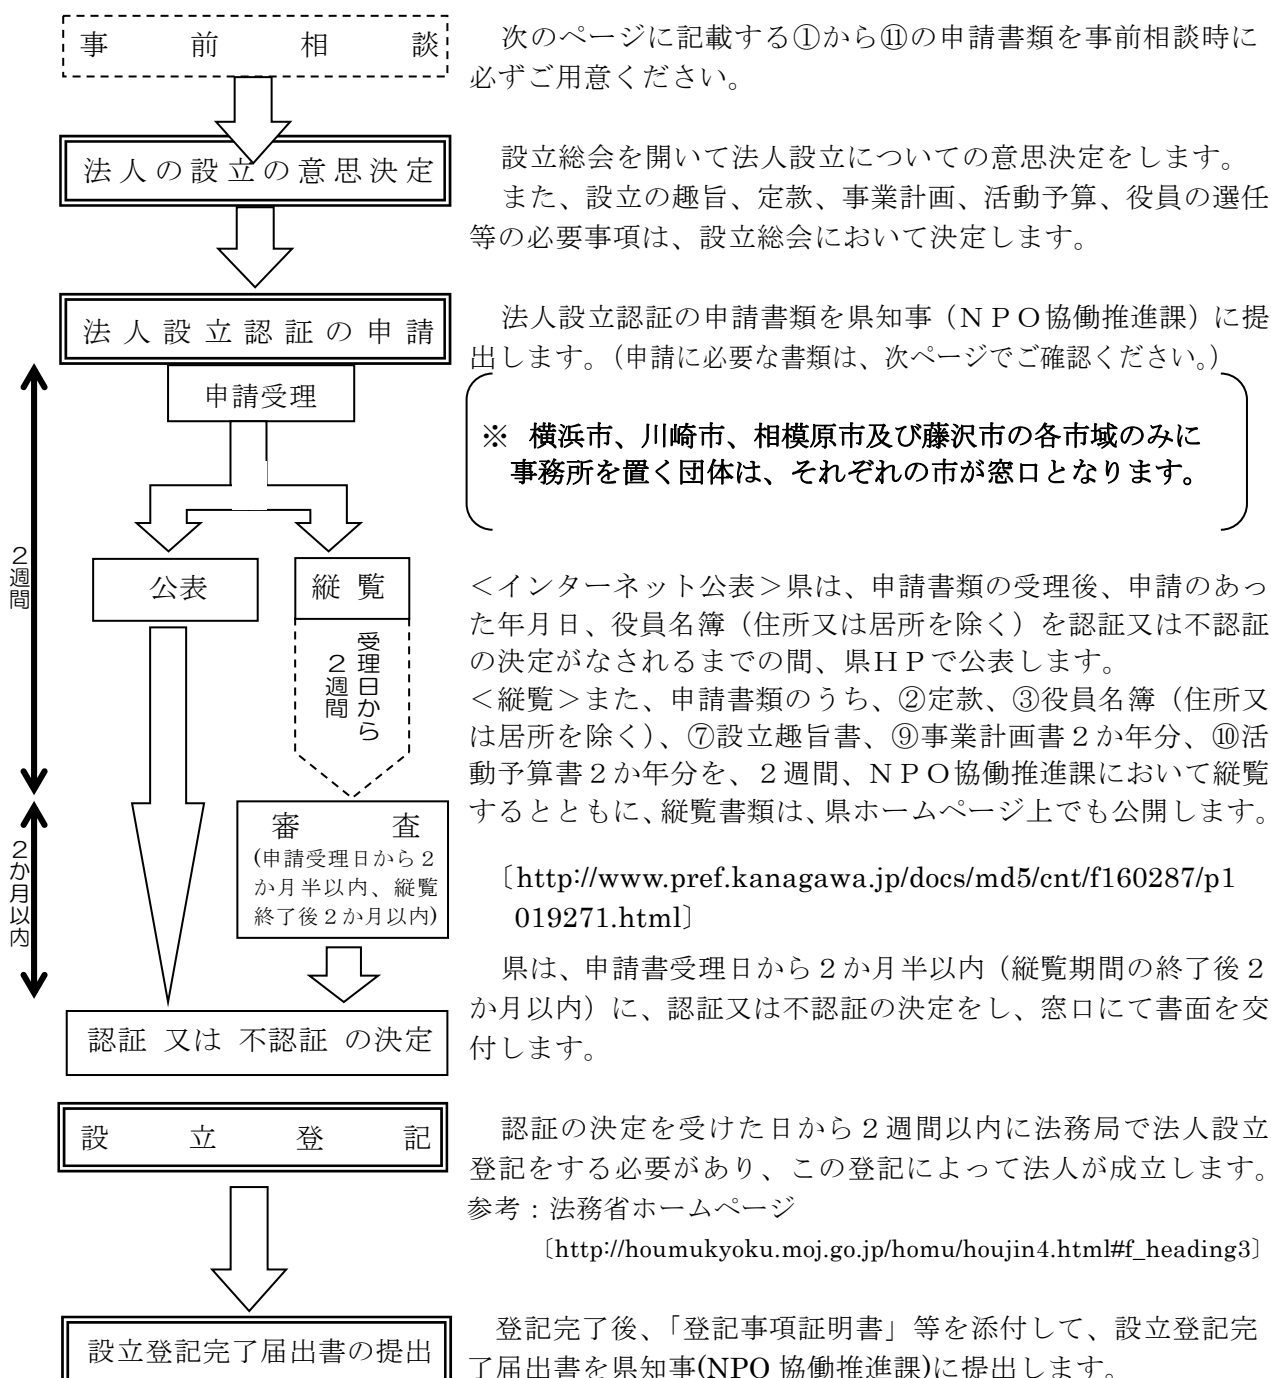 事前相談
次のページに記載する①から⑪の申請書類を事前相談時に
必ずご用意ください。
法人の設立の意思決定
設立総会を開いて法人設立についての意思決定をします。
また、設立の趣旨、定款、事業計画、活動予算、役員の選任
等の必要事項は、設立総会において決定します。
法人設立認証の申請
法人設立認証の申請書類を県知事（ＮＰＯ協働推進課）に提
出します。（申請に必要な書類は、次ページでご確認ください。）
申請受理
※ 横浜市、川崎市、相模原市及び藤沢市の各市域のみに
事務所を置く団体は、それぞれの市が窓口となります。
２週間
公表
縦覧
受理日から
２週間
＜インターネット公表＞県は、申請書類の受理後、申請のあっ
た年月日、役員名簿（住所又は居所を除く）を認証又は不認証
の決定がなされるまでの間、県ＨＰで公表します。
＜縦覧＞また、申請書類のうち、②定款、③役員名簿（住所又
は居所を除く）、⑦設立趣旨書、⑨事業計画書２か年分、⑩活
動予算書２か年分を、２週間、ＮＰＯ協働推進課において縦覧
するとともに、縦覧書類は、県ホームページ上でも公開します。
２か月以内
審査
(申請受理日から２
か月半以内、縦覧
終了後２か月以内)
〔http://www.pref.kanagawa.jp/docs/md5/cnt/f160287/p1
019271.html〕
県は、申請書受理日から２か月半以内（縦覧期間の終了後２
か月以内）に、認証又は不認証の決定をし、窓口にて書面を交
付します。
認証 又は 不認証 の決定
設立登記
認証の決定を受けた日から２週間以内に法務局で法人設立
登記をする必要があり、この登記によって法人が成立します。
参考：法務省ホームページ
〔http://houmukyoku.moj.go.jp/homu/houjin4.html#f_heading3〕
設立登記完了届出書の提出
登記完了後、「登記事項証明書」等を添付して、設立登記完
了届出書を県知事(NPO 協働推進課)に提出します。